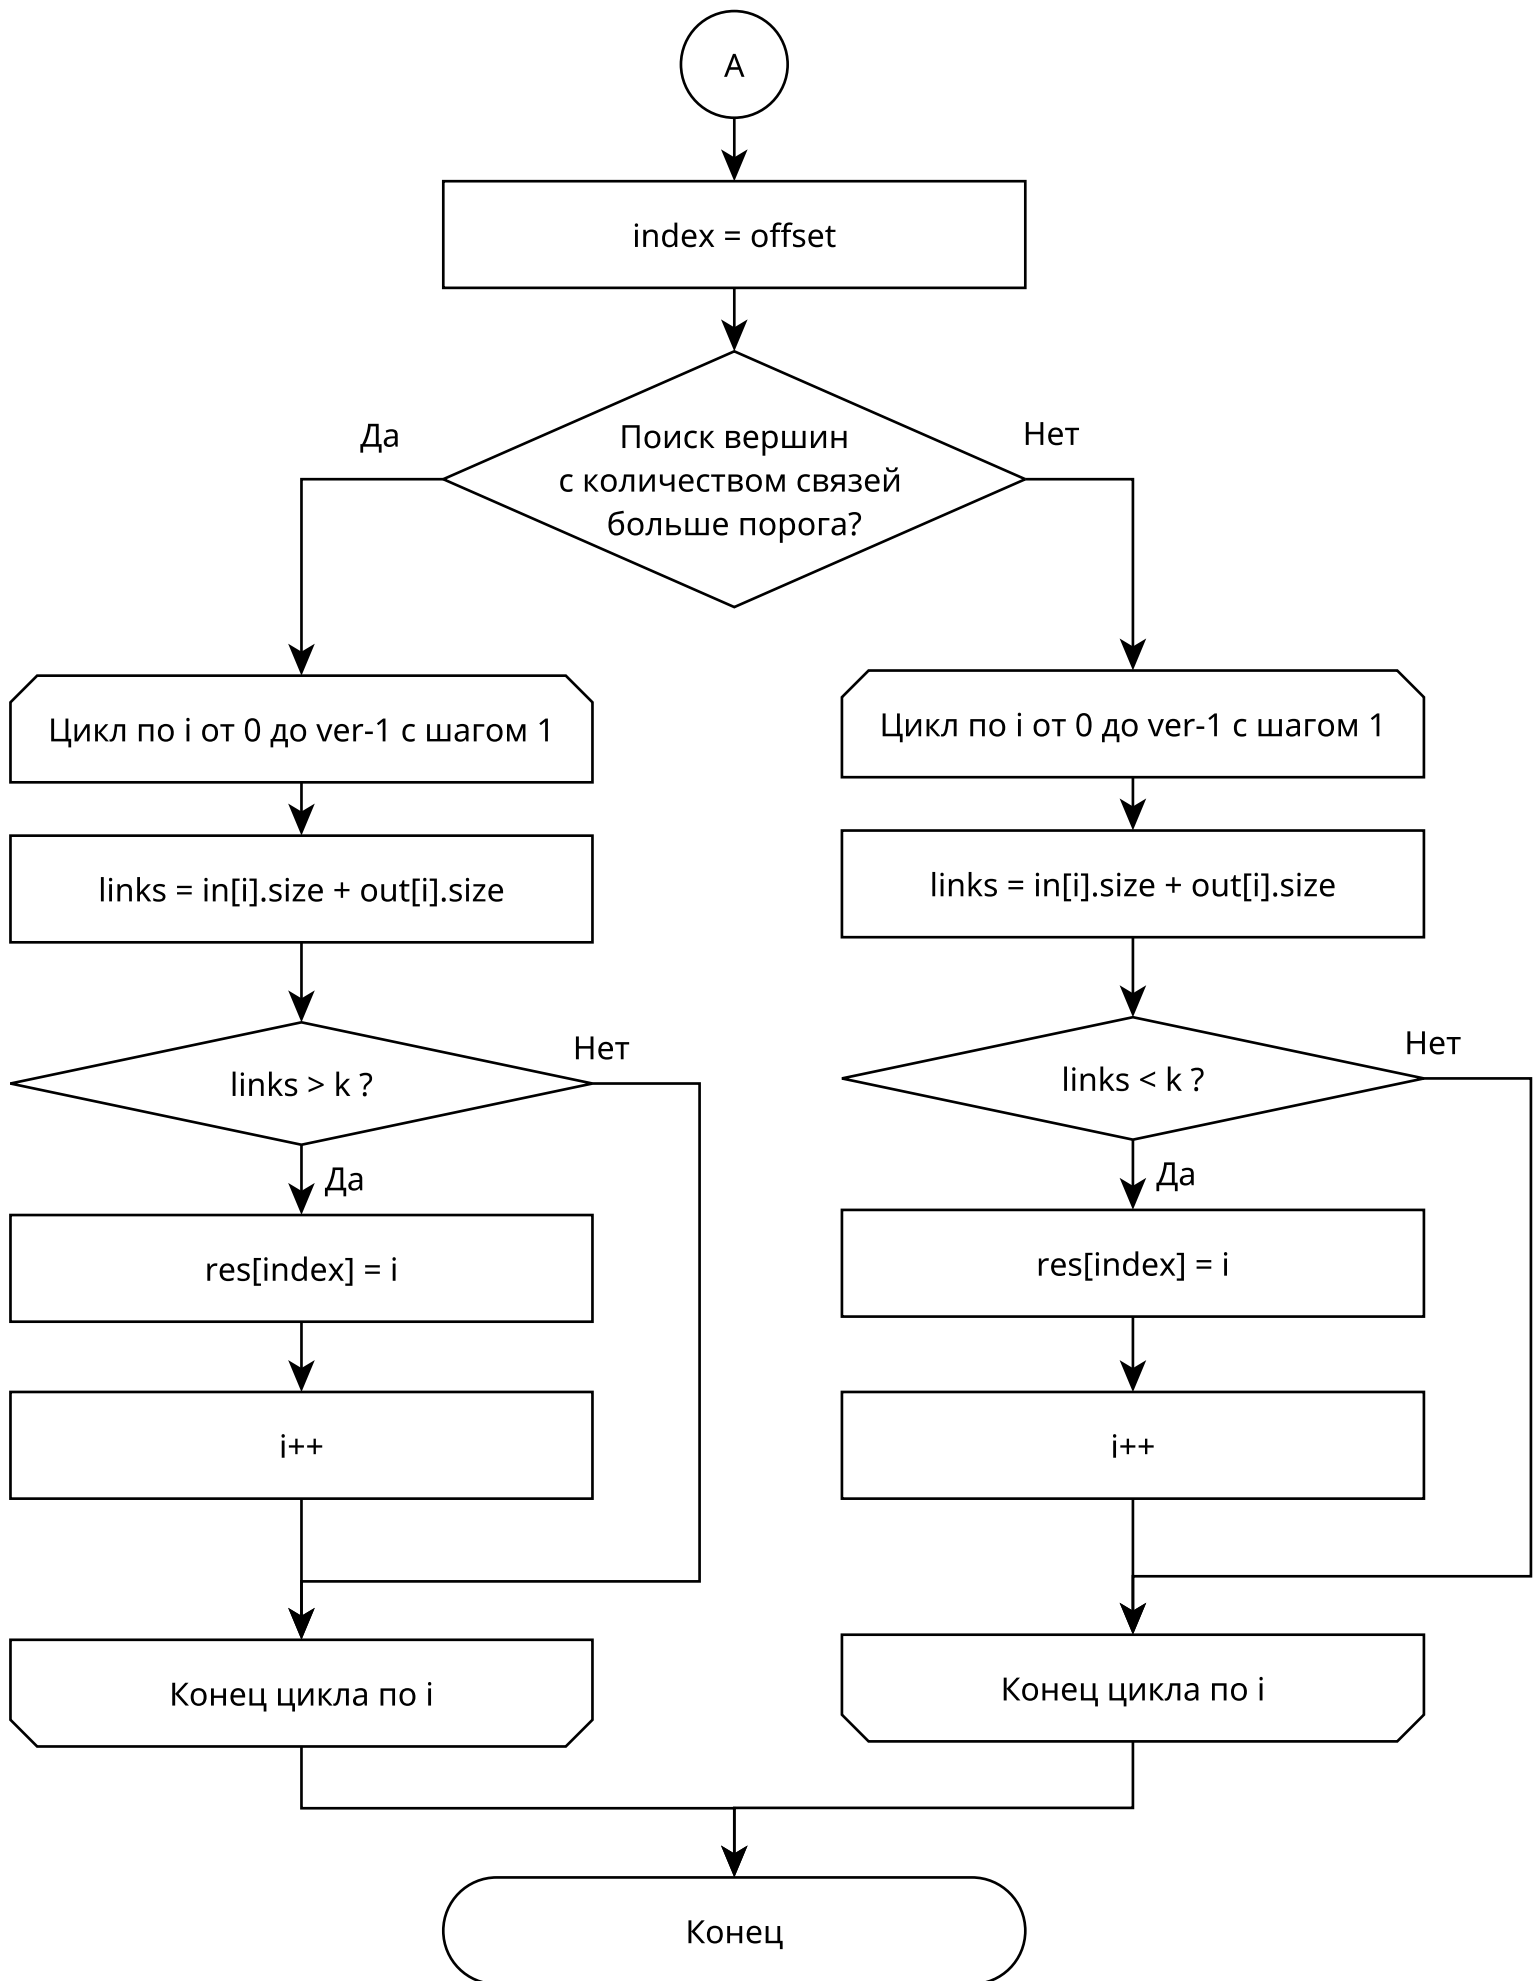 А
index = offset
Да
Нет
Поиск вершин
с количеством связей
больше порога?
Цикл по i от 0 до ver-1 с шагом 1
links = in[i].size + out[i].size
links > k ?
Нет
Да
res[index] = i
i++
Конец цикла по i
Цикл по i от 0 до ver-1 с шагом 1
links = in[i].size + out[i].size
links < k ?
Нет
Да
res[index] = i
i++
Конец цикла по i
Конец